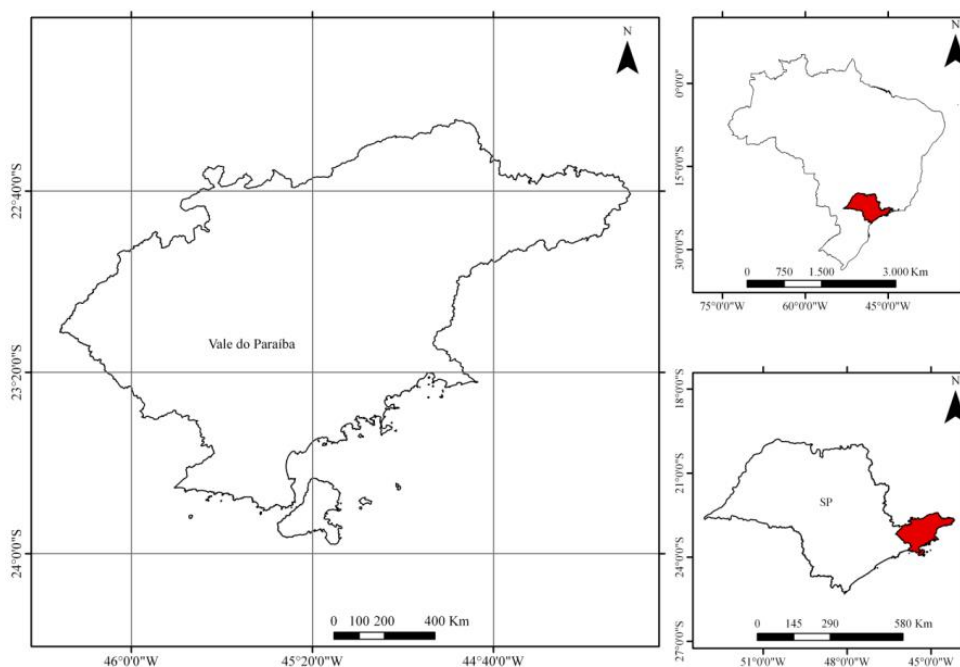 N
22°40'0"S
23°20'0"S
24°0'0"S
Vale do Paraíba
0 100 200 400 Km
46°0'0"W 45°20'0"W 44°40'0"W
N
0°0'0"
15°0'0"S
30°0'0"S
0 750 1.500 3.000 Km
75°0'0"W 60°0'0"W 45°0'0"W
N
18°0'0"S
21°0'0"S
24°0'0"S
27°0'0"S
SP
0 145 290 580 Km
51°0'0"W 48°0'0"W 45°0'0"W